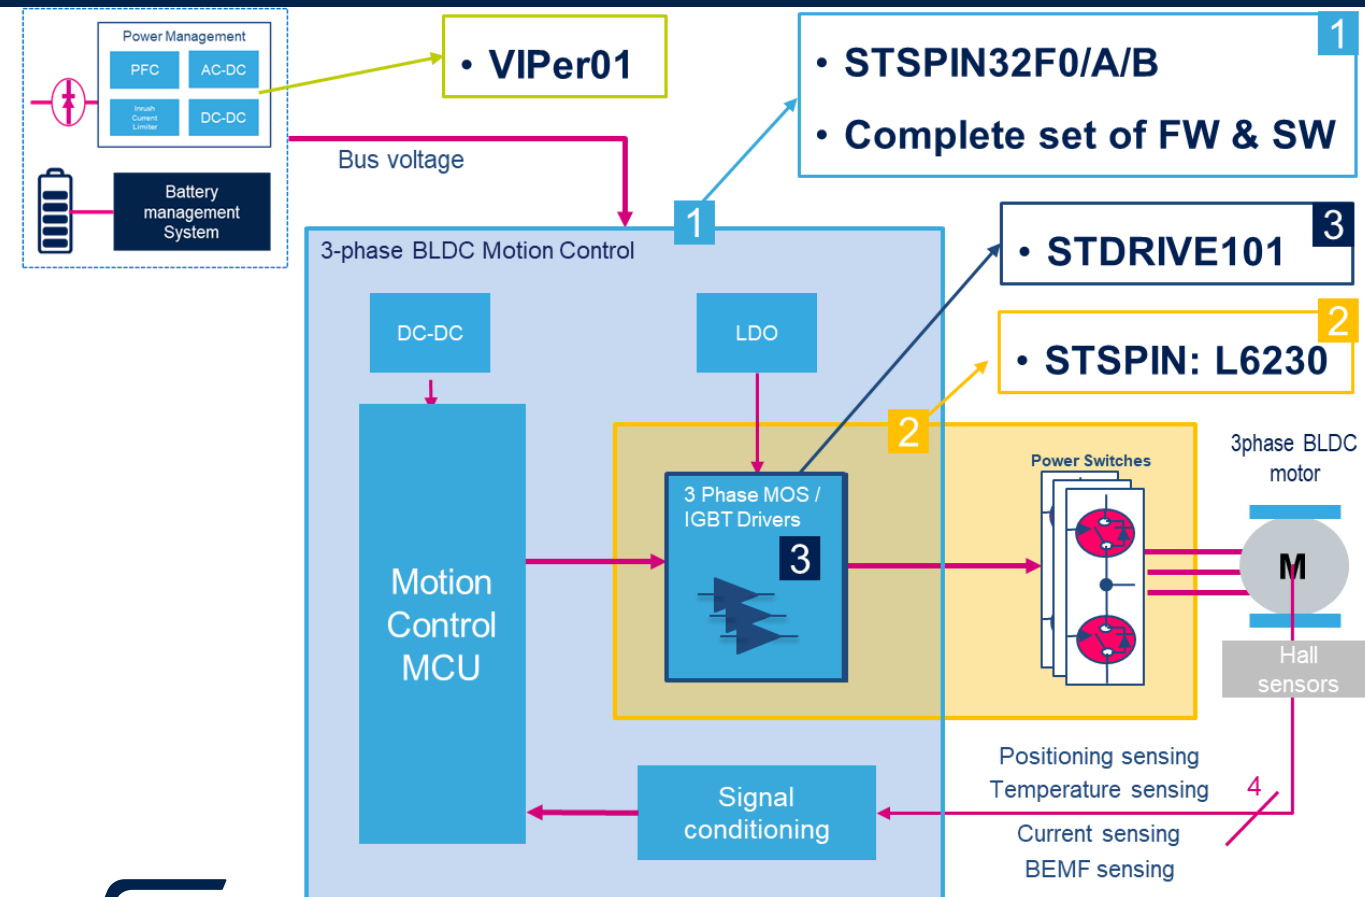 Power Management
PFC
AC-DC
Inrush
Current
Limiter
DC-DC
Battery
management
System
• VIPer01
1
• STSPIN32F0/A/B
• Complete set of FW & SW
Bus voltage
1
3-phase BLDC Motion Control
3
• STDRIVE101
2
• STSPIN: L6230
DC-DC
LDO
2
Motion
Control
MCU
3 Phase MOS /
IGBT Drivers
3
Power Switches
3phase BLDC
motor
M
Hall
sensors
Signal
conditioning
Positioning sensing
Temperature sensing
4
Current sensing
BEMF sensing